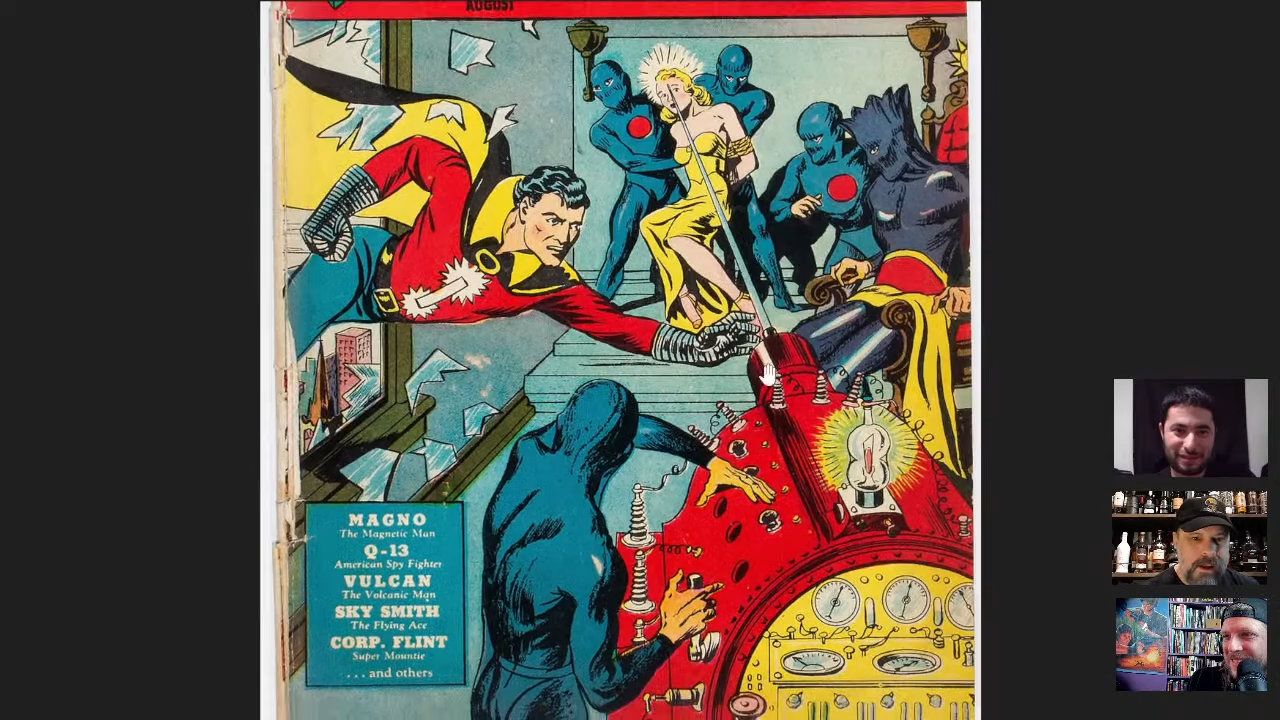 AUGUST
MAGNO
The Magnetic Man
Q-13
American Spy Fighter
VULCAN
The Volcanic Man
SKY SMITH
The Flying Ace
CORP. FLINT
Super Mountie
. . . and others